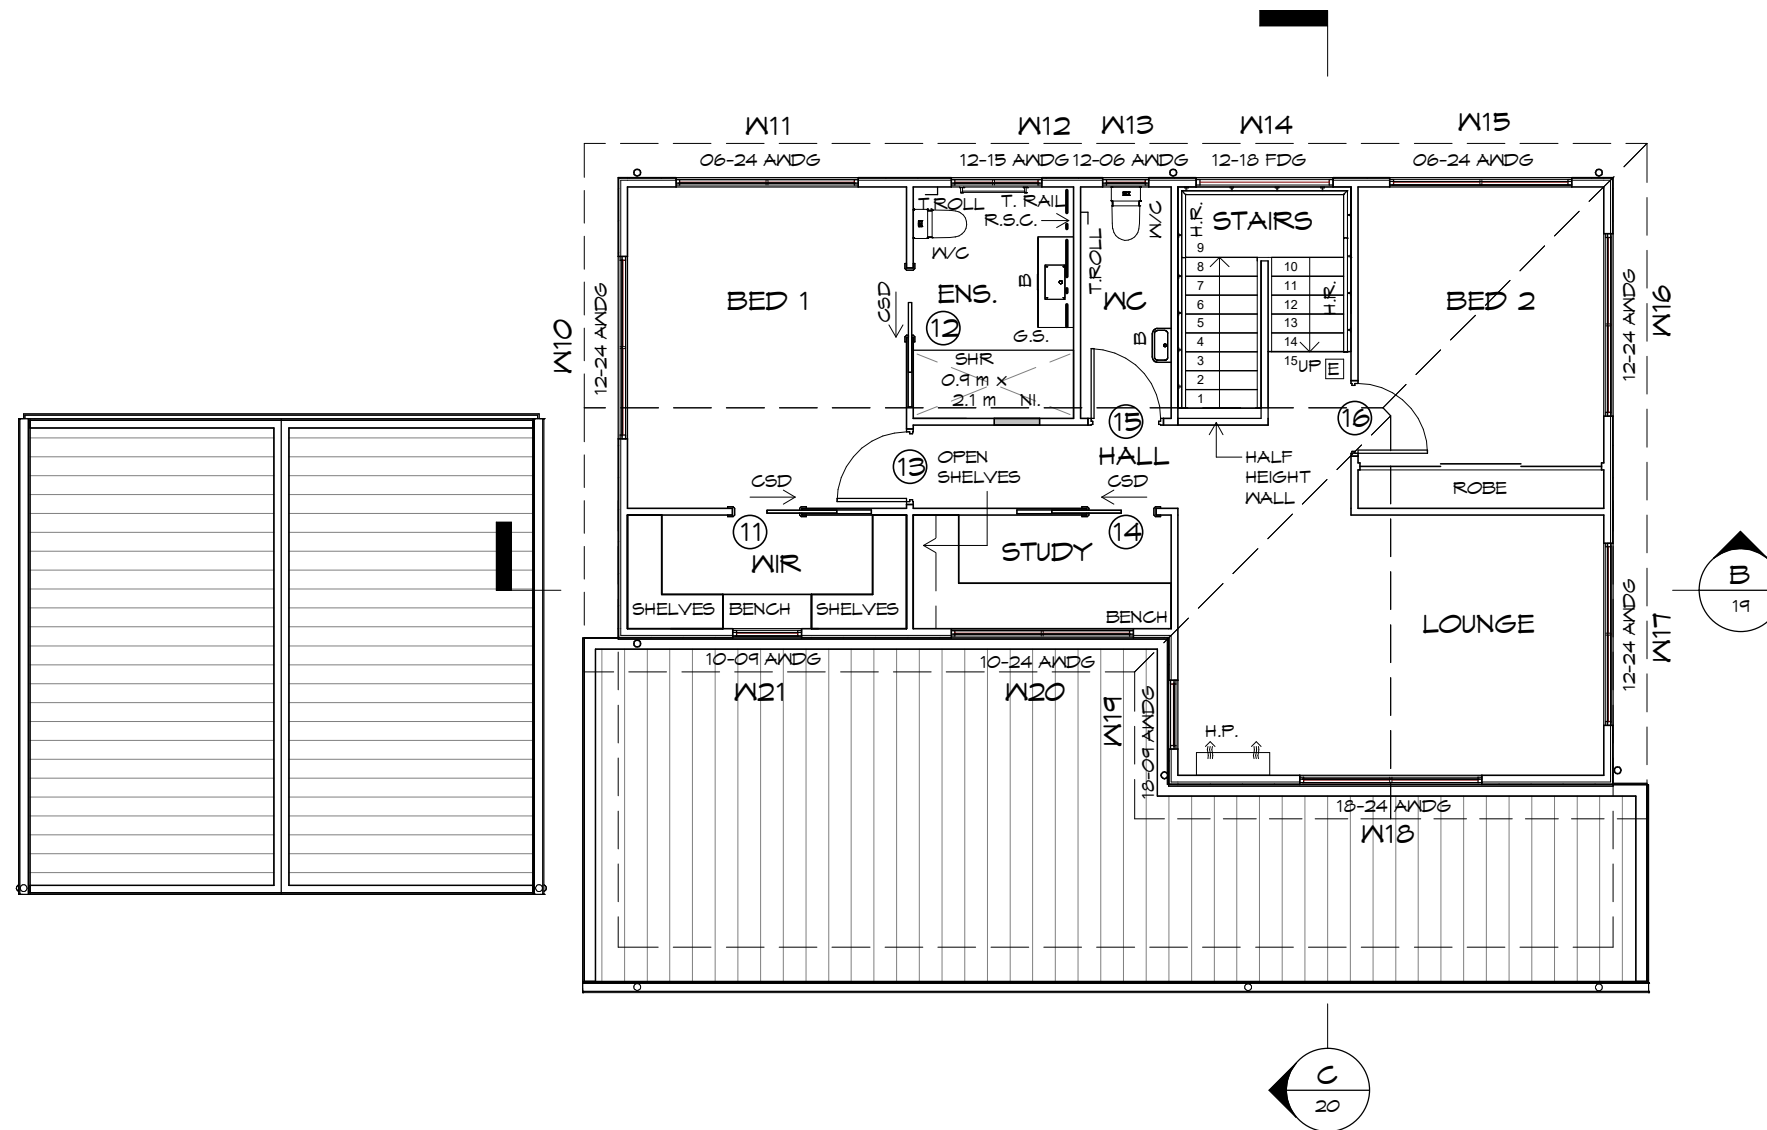 W11
W12
W13
W14
W15
06-24 AWDG
12-15 AWDG
12-06 AWDG
12-18 FDG
06-24 AWDG
T.ROLL
T. RAIL
R.S.C.
W/C
T.ROLL
W/C
H.R.
STAIRS
9
8
7
6
5
4
3
2
1
10
11
12
13
14
15
UP
E
H.R.
BED 1
CSD
ENS.
B
12
G.S.
WC
B
BED 2
W10
12-24 AWDG
12-24 AWDG
W16
SHR
0.9 m x
2.1 m
NI.
15
16
HALL
13
OPEN
SHELVES
CSD
CSD
HALF
HEIGHT
WALL
ROBE
11
WIR
14
STUDY
SHELVES
BENCH
SHELVES
BENCH
LOUNGE
12-24 AWDG
W17
B
19
10-09 AWDG
W21
10-24 AWDG
W20
W19
18-09 AWDG
H.P.
18-24 AWDG
W18
C
20